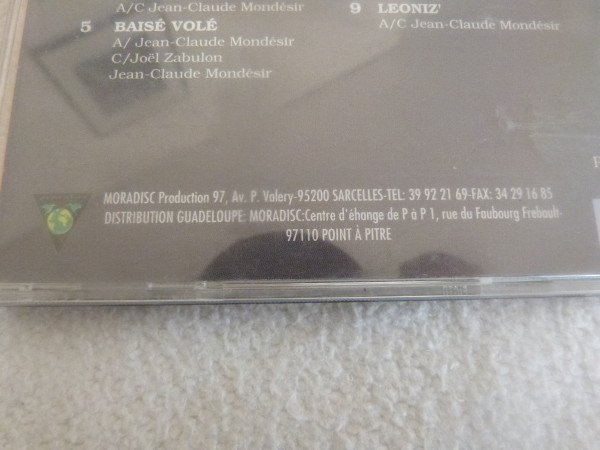 A/C Jean-Claude Mondésir
5 BAISÉ VOLÉ
A/ Jean-Claude Mondésir
C/Joël Zabulon
Jean-Claude Mondésir
9 LEONIZ'
A/C Jean-Claude Mondésir
MORADISC Production 97, Av. P. Valery-95200 SARCELLES-TEL: 39 92 21 69-FAX: 34 29 16 85
DISTRIBUTION GUADELOUPE: MORADISC:Centre d'éhange de P à P 1, rue du Faubourg Frebault-
97110 POINT À PITRE